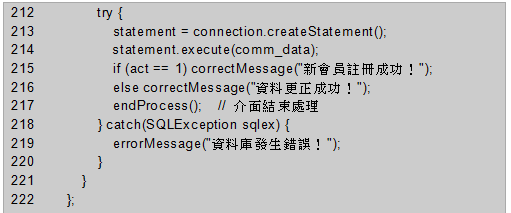 212 try {
213 statement = connection.createStatement();
214 statement.execute(comm_data);
215 if (act == 1) correctMessage("新會員註冊成功！");
216 else correctMessage("資料更正成功！");
217 endProcess(); // 介面結束處理
218 } catch(SQLException sqlex) {
219 errorMessage("資料庫發生錯誤！");
220 }
221 }
222 };